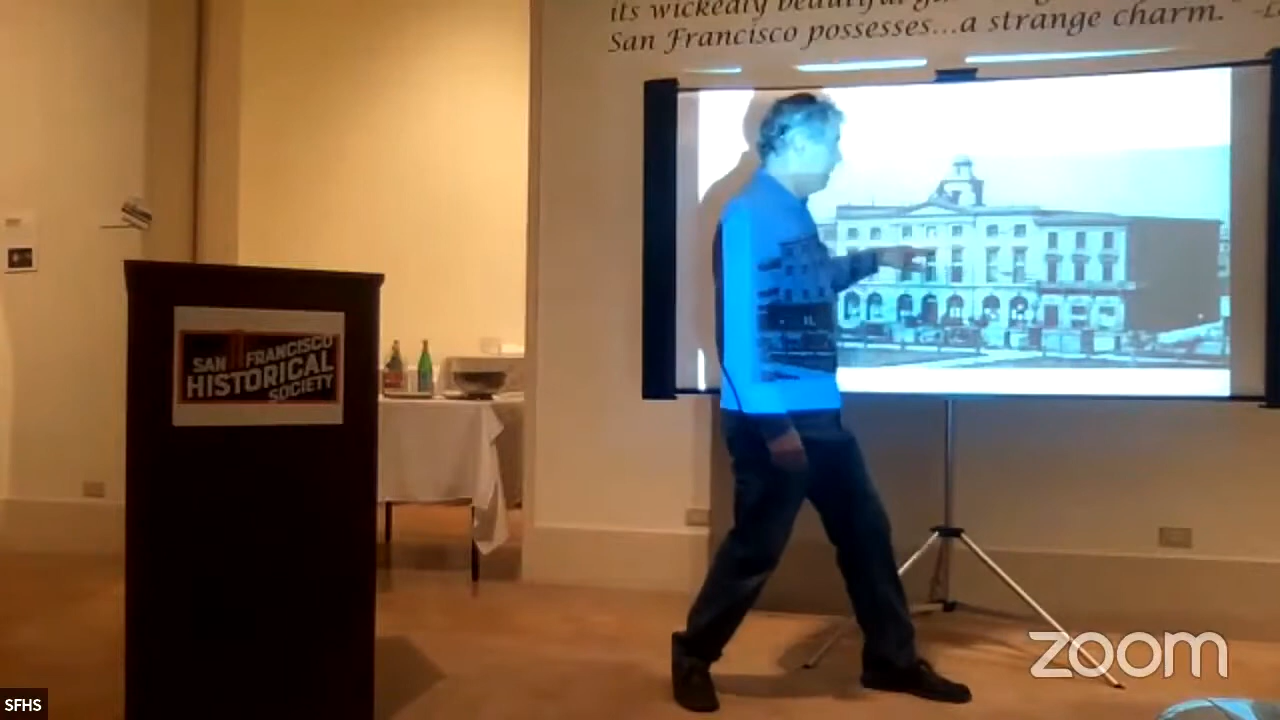 its wickedly beautiful
San Francisco possesses...a strange charm.
SAN FRANCISCO
HISTORICAL
SOCIETY
zoom
SFHS